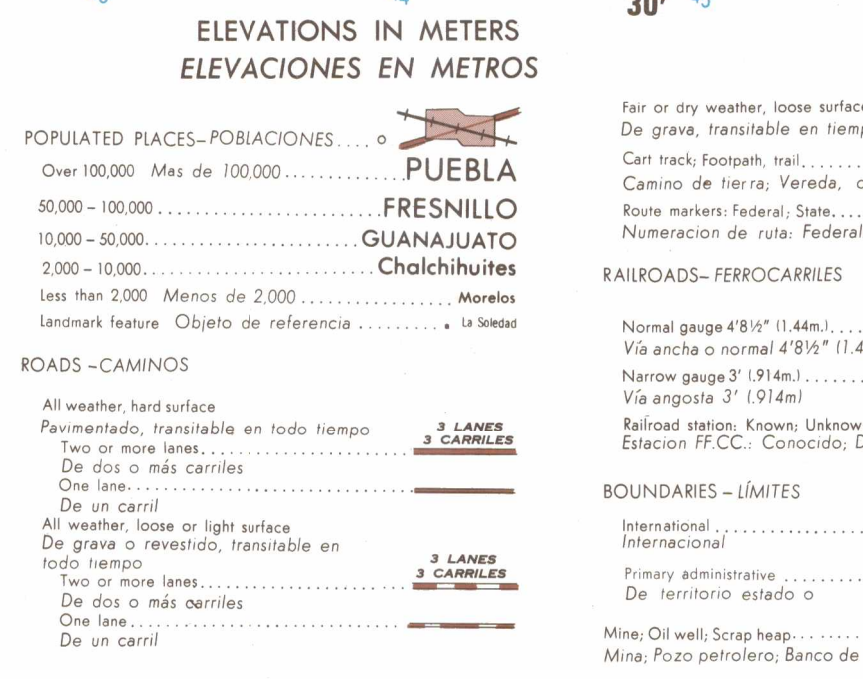 30'
ELEVATIONS IN METERS
ELEVACIONES EN METROS
POPULATED PLACES–POBLACIONES....
Over 100,000 Mas de 100,000..............PUEBLA
50,000 – 100,000..........................FRESNILLO
10,000 – 50,000.........................GUANAJUATO
2,000 – 10,000...........................Chalchihuites
Less than 2,000 Menos de 2,000................. Morelos
Landmark feature Objeto de referencia ......... La Soledad
ROADS –CAMINOS
All weather, hard surface
Pavimentado, transitable en todo tiempo
3 LANES
3 CARRILES
Two or more lanes...........................
De dos o más carriles
One lane....................................
De un carril
All weather, loose or light surface
De grava o revestido, transitable en
todo tiempo
3 LANES
3 CARRILES
Two or more lanes...........................
De dos o más carriles
One lane....................................
De un carril
Fair or dry weather, loose surface
De grava, transitable en
Cart track; Footpath, trail.......
Camino de tierra; Vereda,
Route markers: Federal; State....
Numeracion de ruta: Federal
RAILROADS– FERROCARRILES
Normal gauge 4'8½" (1.44m.)....
Vía ancha o normal 4'8½"
Narrow gauge 3' (.914m.).......
Vía angosta 3' (.914m)
Railroad station: Known;
Estacion FF.CC.: Conocido;
BOUNDARIES – LÍMITES
International.................
Internacional
Primary administrative.........
De territorio estado o
Mine; Oil well; Scrap heap........
Mina; Pozo petrolero; Banco de